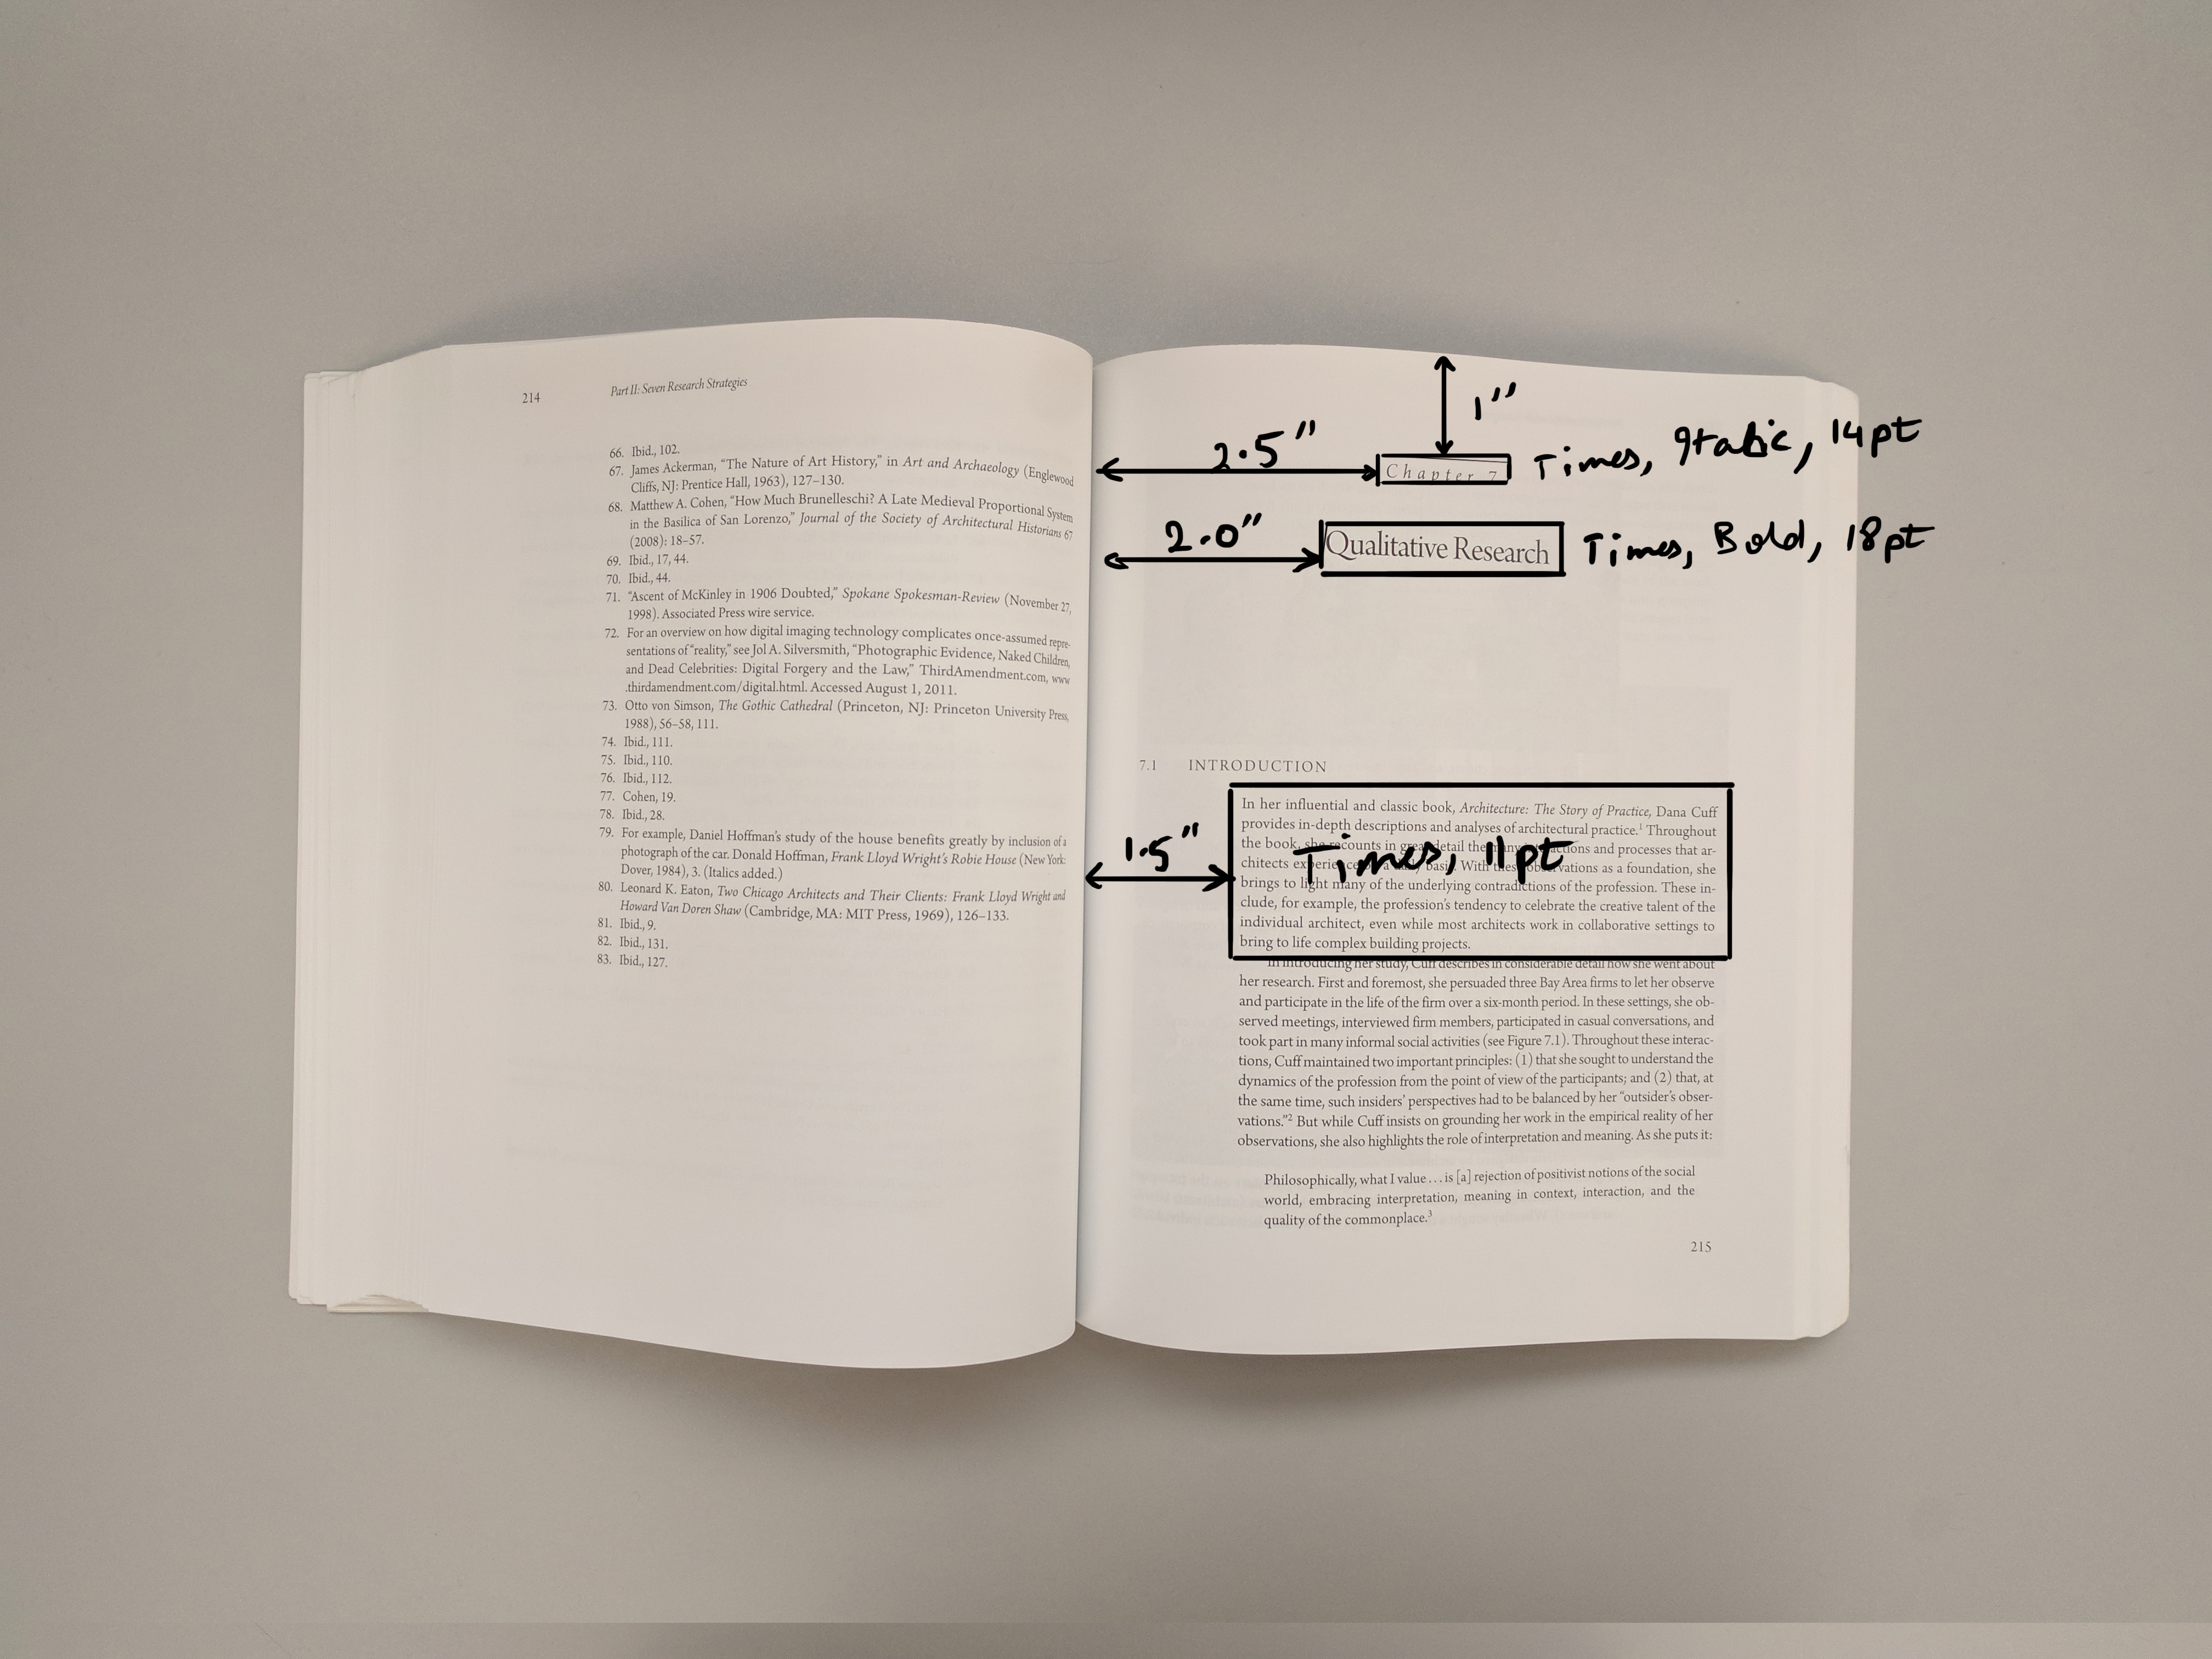 214 Part II: Seven Research Strategies
66. Ibid., 102.
67. James Ackerman, “The Nature of Art History,” in Art and Archaeology (Englewood
Cliffs, NJ: Prentice Hall, 1963), 127–130.
68. Matthew A. Cohen, “How Much Brunelleschi? A Late Medieval Proportional System
in the Basilica of San Lorenzo,” Journal of the Society of Architectural Historians 67
(2008): 18–57.
69. Ibid., 17, 44.
70. Ibid., 44.
71. “Ascent of McKinley in 1906 Doubted,” Spokane Spokesman-Review (November 27,
1998). Associated Press wire service.
72. For an overview on how digital imaging technology complicates once-assumed repre-
sentations of “reality,” see Jol A. Silversmith, “Photographic Evidence, Naked Children,
and Dead Celebrities: Digital Forgery and the Law,” ThirdAmendment.com, www
.thirdamendment.com/digital.html. Accessed August 1, 2011.
73. Otto von Simson, The Gothic Cathedral (Princeton, NJ: Princeton University Press,
1988), 56–58, 111.
74. Ibid., 111.
75. Ibid., 110.
76. Ibid., 112.
77. Cohen, 19.
78. Ibid., 28.
79. For example, Daniel Hoffman’s study of the house benefits greatly by inclusion of a
photograph of the car. Donald Hoffman, Frank Lloyd Wright’s Robie House (New York:
Dover, 1984), 3. (Italics added.)
80. Leonard K. Eaton, Two Chicago Architects and Their Clients: Frank Lloyd Wright and
Howard Van Doren Shaw (Cambridge, MA: MIT Press, 1969), 126–133.
81. Ibid., 9.
82. Ibid., 131.
83. Ibid., 127.
1"
2.5" Chapter 7 Times, Italic, 14pt
2.0" Qualitative Research Times, Bold, 18pt
7.1 INTRODUCTION
In her influential and classic book, Architecture: The Story of Practice, Dana Cuff
provides in-depth descriptions and analyses of architectural practice.¹ Throughout
the book, she recounts in great detail the many interactions and processes that ar-
1.5" Times, 11pt
chitects experience on a daily basis. With these observations as a foundation, she
brings to light many of the underlying contradictions of the profession. These in-
clude, for example, the profession’s tendency to celebrate the creative talent of the
individual architect, even while most architects work in collaborative settings to
bring to life complex building projects.
In introducing her study, Cuff describes in considerable detail how she went about
her research. First and foremost, she persuaded three Bay Area firms to let her observe
and participate in the life of the firm over a six-month period. In these settings, she ob-
served meetings, interviewed firm members, participated in casual conversations, and
took part in many informal social activities (see Figure 7.1). Throughout these interac-
tions, Cuff maintained two important principles: (1) that she sought to understand the
dynamics of the profession from the point of view of the participants; and (2) that, at
the same time, such insiders’ perspectives had to be balanced by her “outsider’s obser-
vations.”² But while Cuff insists on grounding her work in the empirical reality of her
observations, she also highlights the role of interpretation and meaning. As she puts it:
Philosophically, what I value . . . is [a] rejection of positivist notions of the social
world, embracing interpretation, meaning in context, interaction, and the
quality of the commonplace.³
215